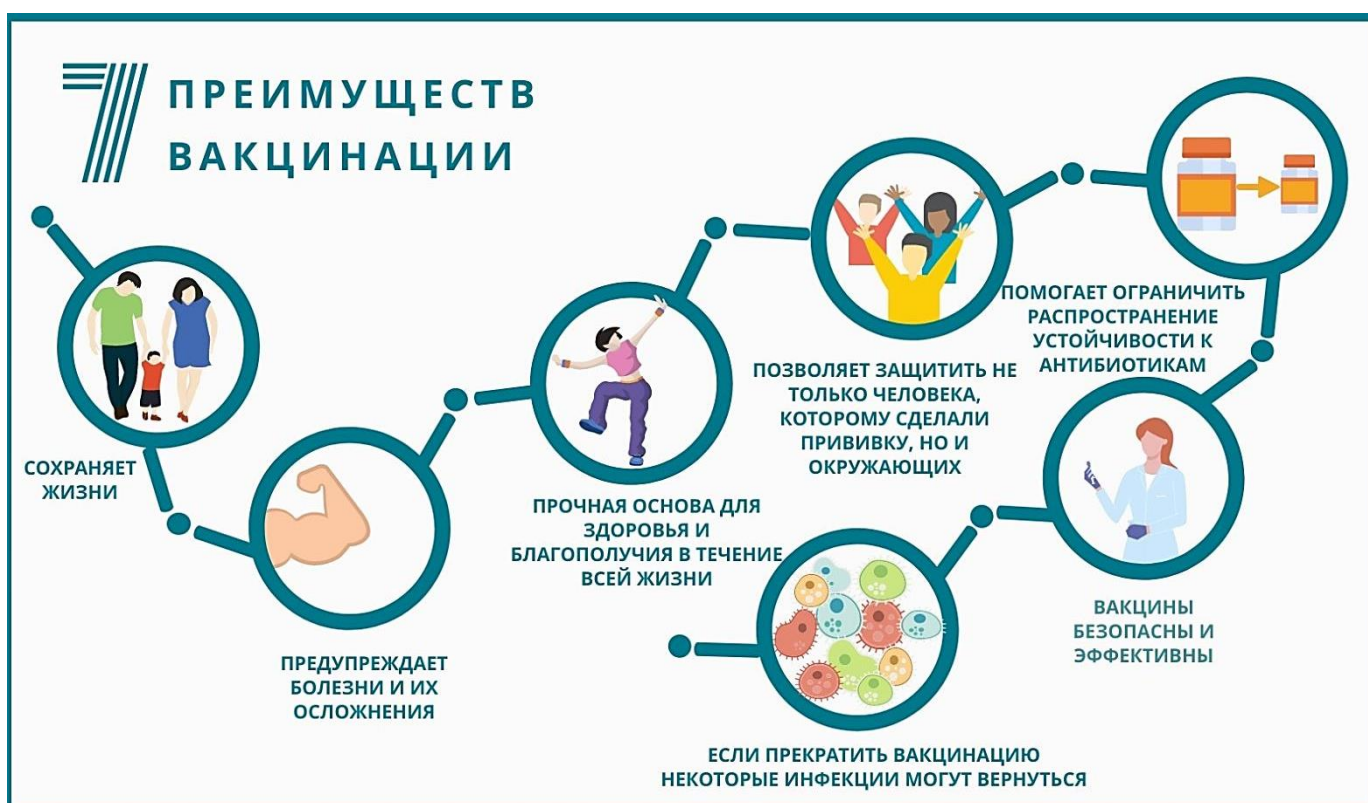 7 ПРЕИМУЩЕСТВ
ВАКЦИНАЦИИ
СОХРАНЯЕТ
ЖИЗНИ
ПРЕДУПРЕЖДАЕТ
БОЛЕЗНИ И ИХ
ОСЛОЖНЕНИЯ
ПРОЧНАЯ ОСНОВА ДЛЯ
ЗДОРОВЬЯ И
БЛАГОПОЛУЧИЯ В ТЕЧЕНИЕ
ВСЕЙ ЖИЗНИ
ПОЗВОЛЯЕТ ЗАЩИТИТЬ НЕ
ТОЛЬКО ЧЕЛОВЕКА,
КОТОРОМУ СДЕЛАЛИ
ПРИВИВКУ, НО И
ОКРУЖАЮЩИХ
ПОМОГАЕТ ОГРАНИЧИТЬ
РАСПРОСТРАНЕНИЕ
УСТОЙЧИВОСТИ К
АНТИБИОТИКАМ
ВАКЦИНЫ
БЕЗОПАСНЫ И
ЭФФЕКТИВНЫ
ЕСЛИ ПРЕКРАТИТЬ ВАКЦИНАЦИЮ
НЕКОТОРЫЕ ИНФЕКЦИИ МОГУТ ВЕРНУТЬСЯ